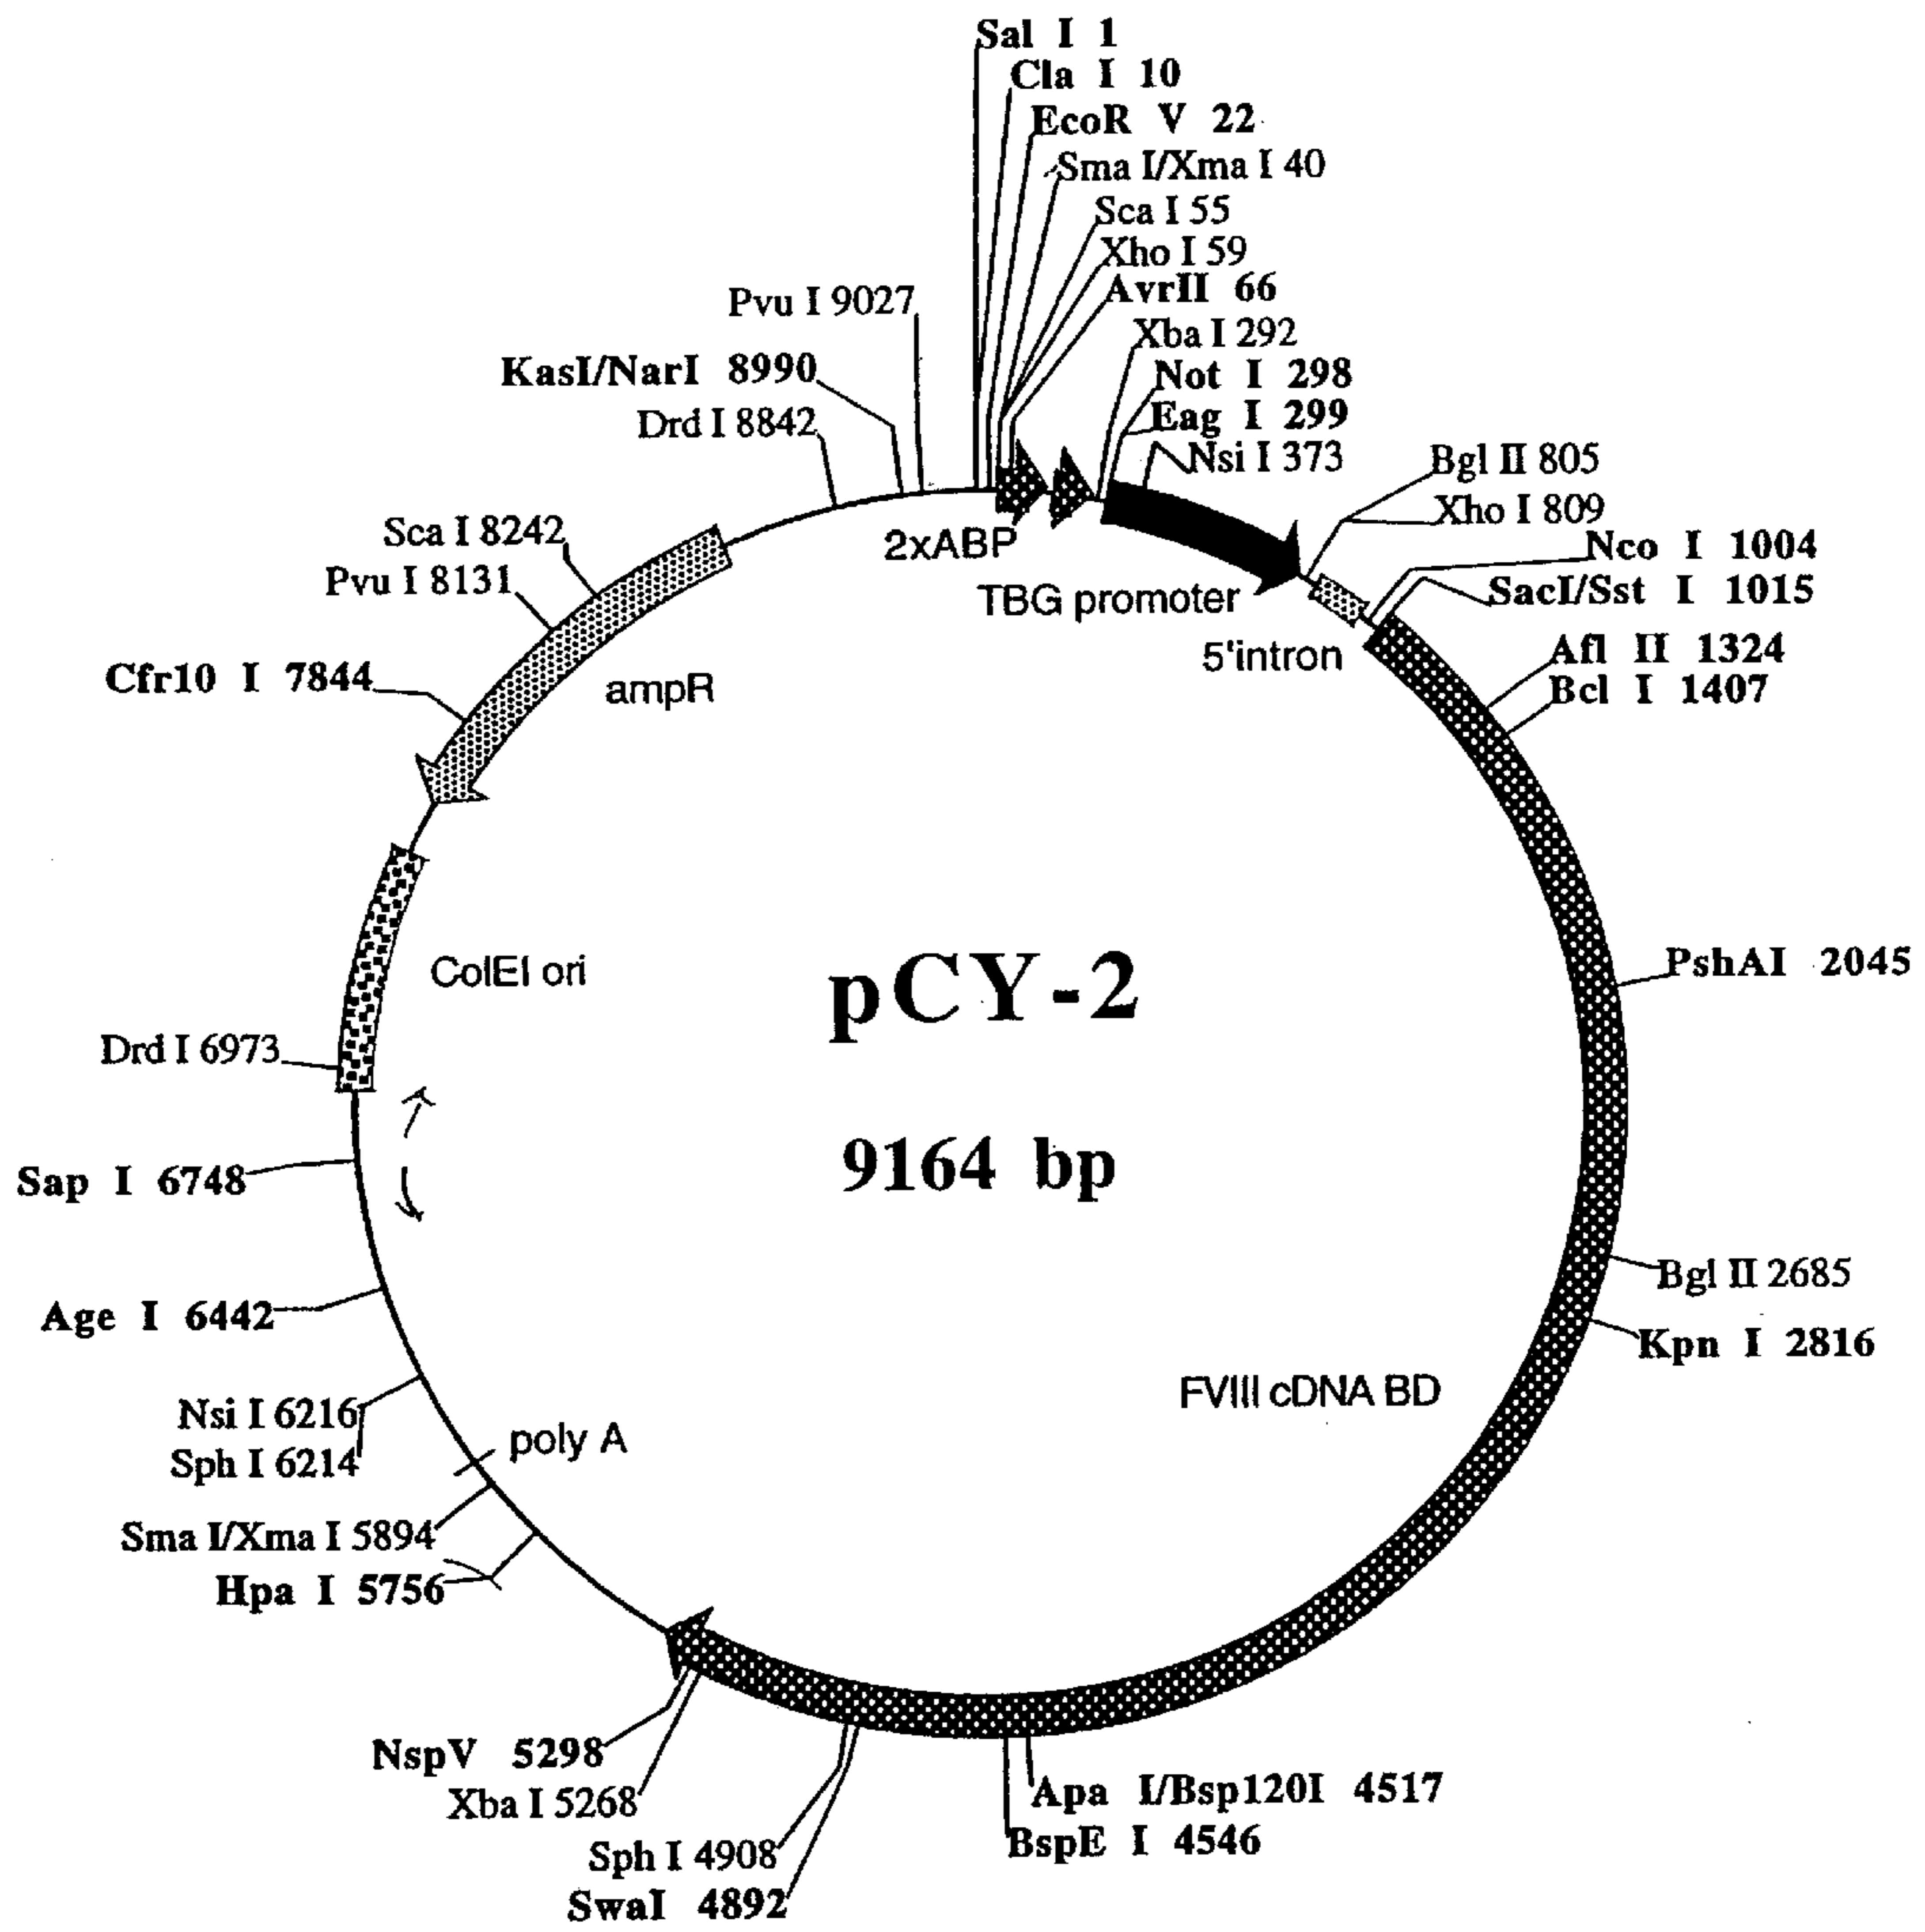 Sal I 1
Cla I 10
EcoR V 22
Sma I/Xma I 40
Sca I 55
Xho I 59
AvrII 66
Xba I 292
Not I 298
Eag I 299
Nsi I 373
Bgl II 805
Xho I 809
Nco I 1004
SacI/Sst I 1015
Afl II 1324
Bcl I 1407
PshAI 2045
Bgl II 2685
Kpn I 2816
Apa I/Bsp120I 4517
BspE I 4546
SwaI 4892
Sph I 4908
Xba I 5268
NspV 5298
Hpa I 5756
Sma I/Xma I 5894
Sph I 6214
Nsi I 6216
Age I 6442
Sap I 6748
Drd I 6973
Cfr10 I 7844
Pvu I 8131
Sca I 8242
Drd I 8842
KasI/NarI 8990
Pvu I 9027
2xABP
TBG promoter
5'intron
FVIII cDNA BD
poly A
ColEI ori
ampR
pCY-2
9164 bp